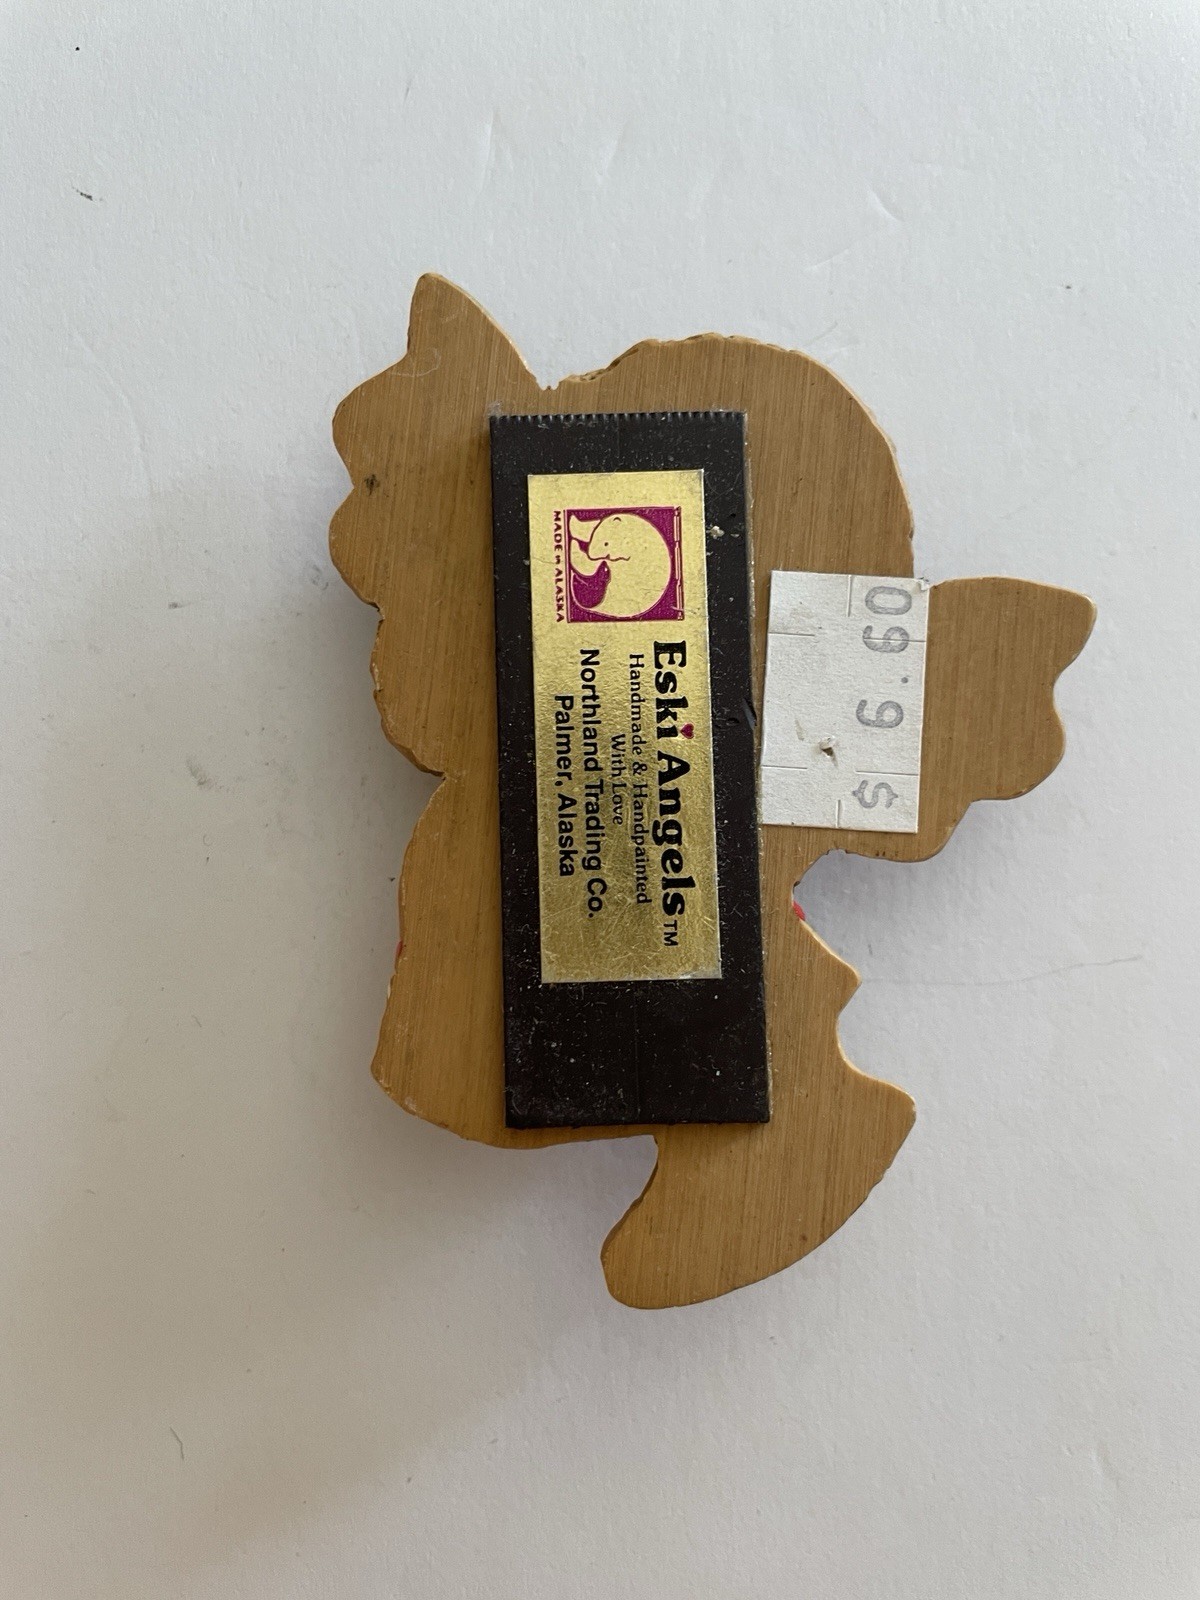 MADE IN ALASKA
Eski Angels™
Handmade & Handpainted
With Love
Northland Trading Co.
Palmer, Alaska
$ 6.60